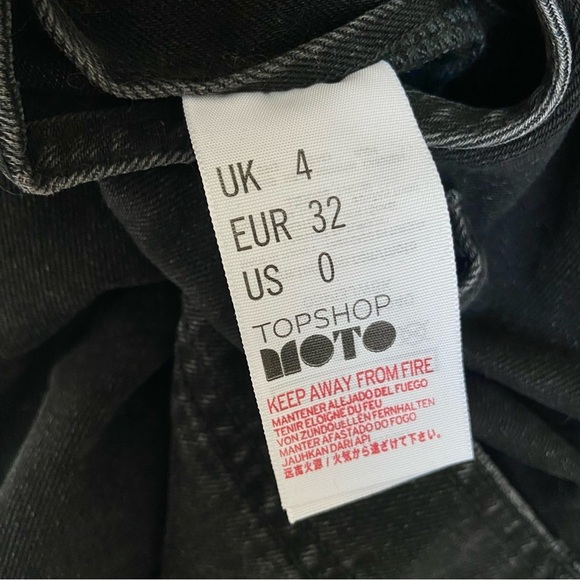 UK 4
EUR 32
US 0
TOPSHOP
MOTO
KEEP AWAY FROM FIRE
MANTENER ALEJADO DEL FUEGO
TENIR ELOIGNE DU FEU
VON ZUNDQUELLEN FERNHALTEN
MANTER AFASTADO DO FOGO
JAUHKAN DARI API
远离火源 / 火気から遠ざけて下さい。